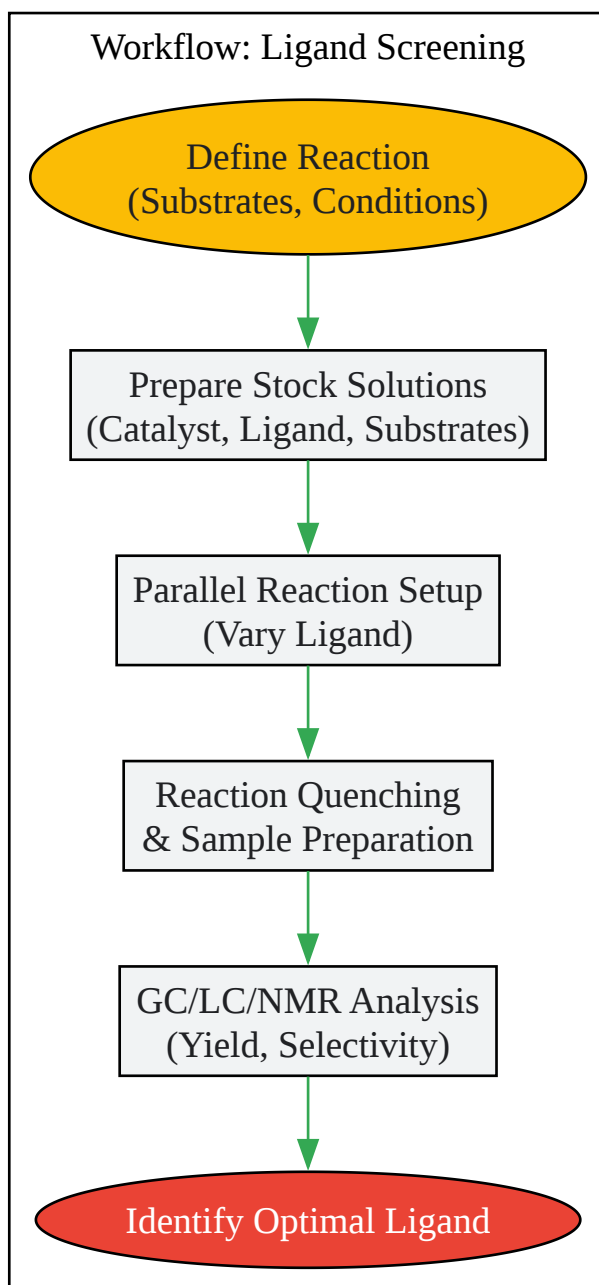 Workflow: Ligand Screening
Define Reaction
(Substrates, Conditions)
Prepare Stock Solutions
(Catalyst, Ligand, Substrates)
Parallel Reaction Setup
(Vary Ligand)
Reaction Quenching
& Sample Preparation
GC/LC/NMR Analysis
(Yield, Selectivity)
Identify Optimal Ligand